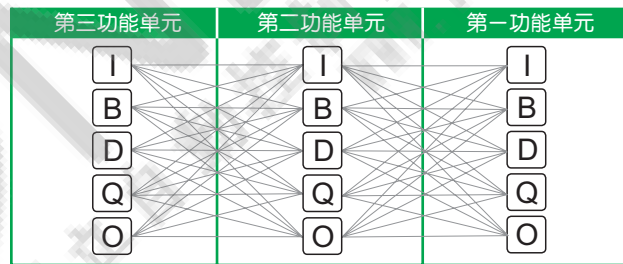 第三功能单元 第二功能单元 第一功能单元
I I I
B B B
D D D
Q Q Q
O O O